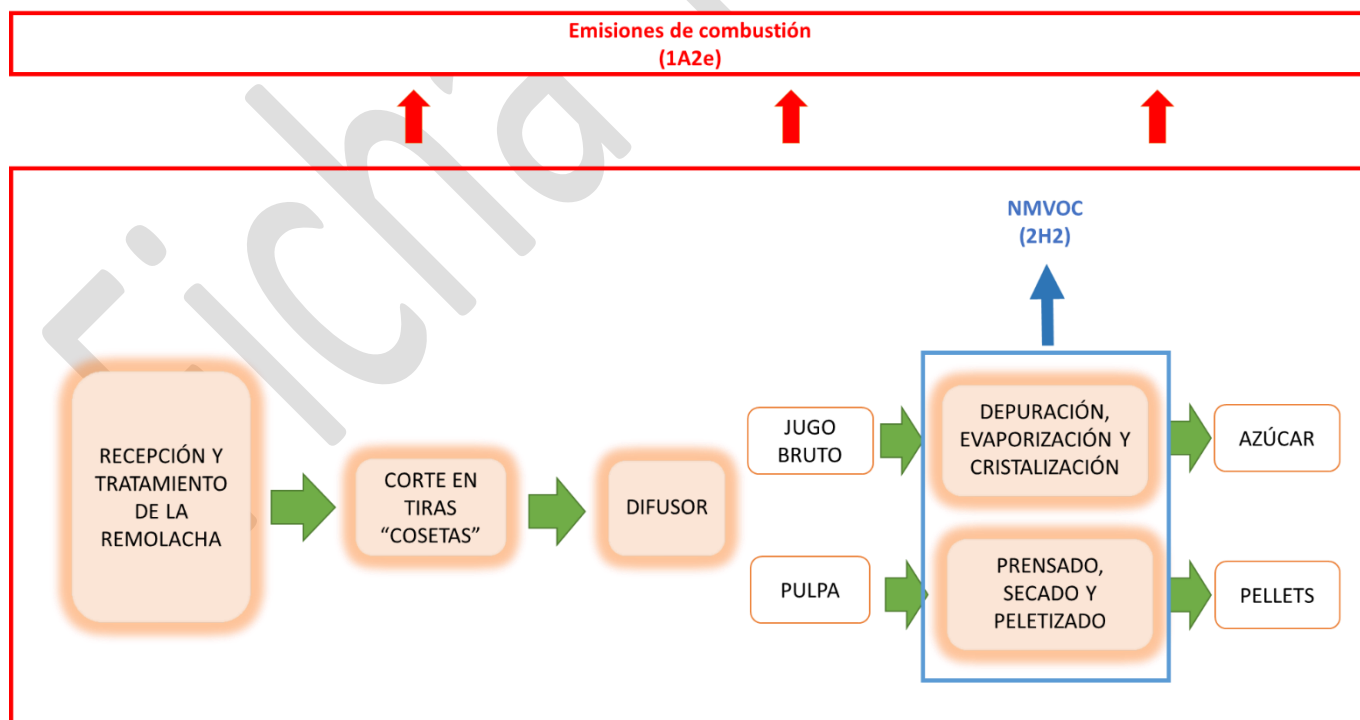 Emisiones de combustión
(1A2e)
NMVOC
(2H2)
RECEPCIÓN Y
TRATAMIENTO
DE LA
REMOLACHA
CORTE EN
TIRAS
“COSETAS”
DIFUSOR
JUGO
BRUTO
DEPURACIÓN,
EVAPORIZACIÓN Y
CRISTALIZACIÓN
AZÚCAR
PULPA
PRENSADO,
SECADO Y
PELETIZADO
PELLETS
Ficha